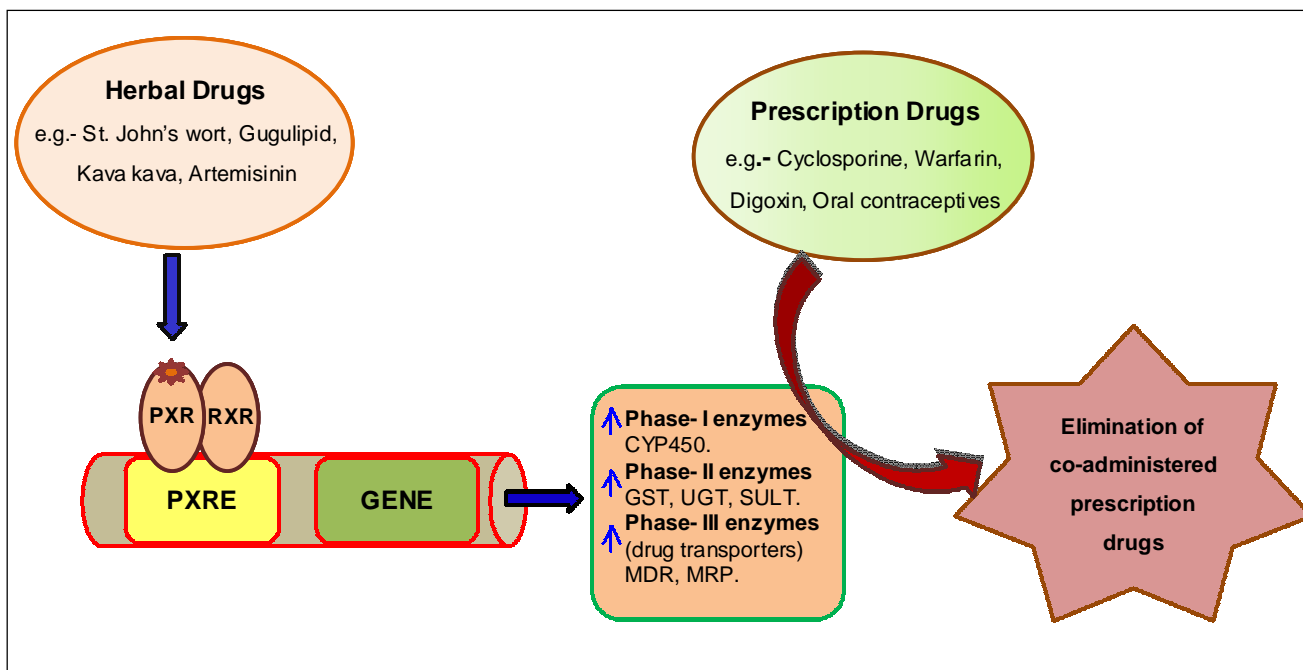 Herbal Drugs
e.g.- St. John's wort, Gugulipid,
Kava kava, Artemisinin
Prescription Drugs
e.g.- Cyclosporine, Warfarin,
Digoxin, Oral contraceptives
PXR
RXR
PXRE
GENE
Phase- I enzymes
CYP450.
Phase- II enzymes
GST, UGT, SULT.
Phase- III enzymes
(drug transporters)
MDR, MRP.
Elimination of
co-administered
prescription
drugs